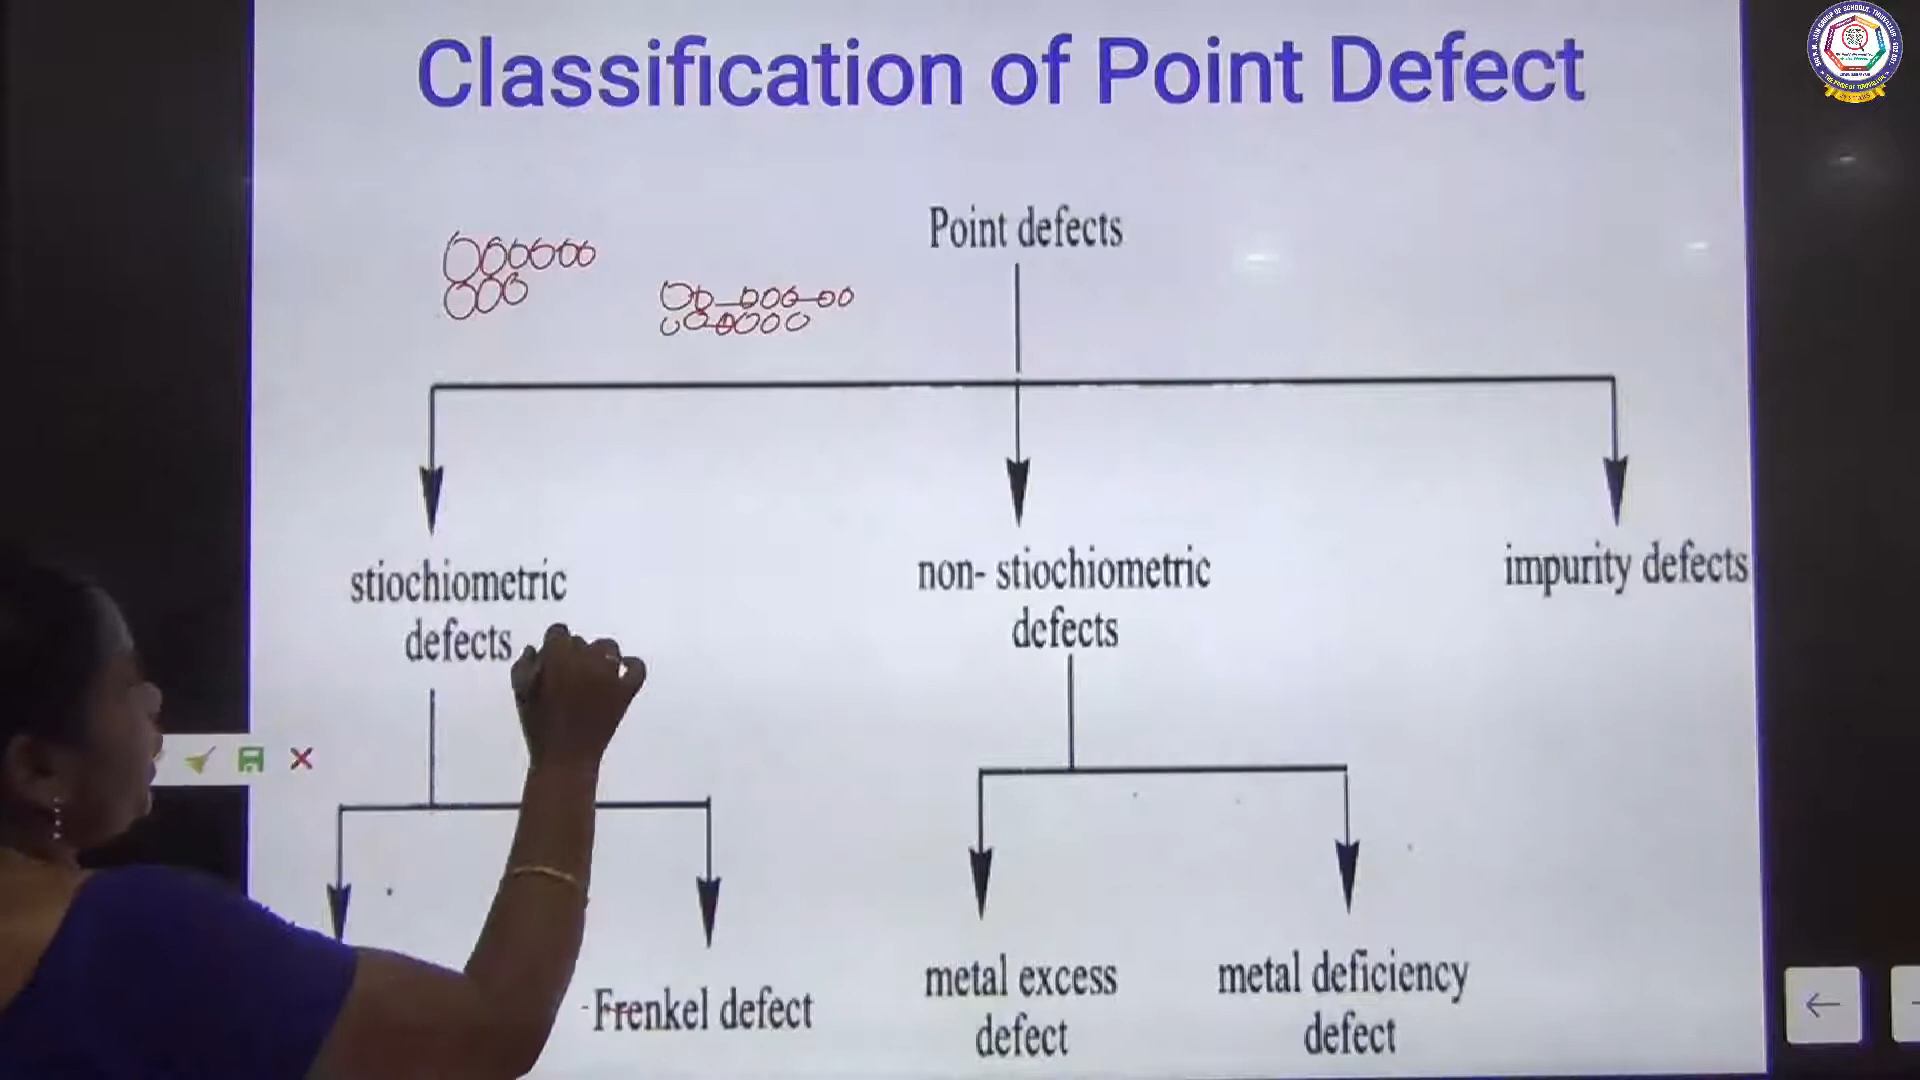 Classification of Point Defect
Point defects
stiochiometric
defects
non- stiochiometric
defects
impurity defects
Frenkel defect
metal excess
defect
metal deficiency
defect